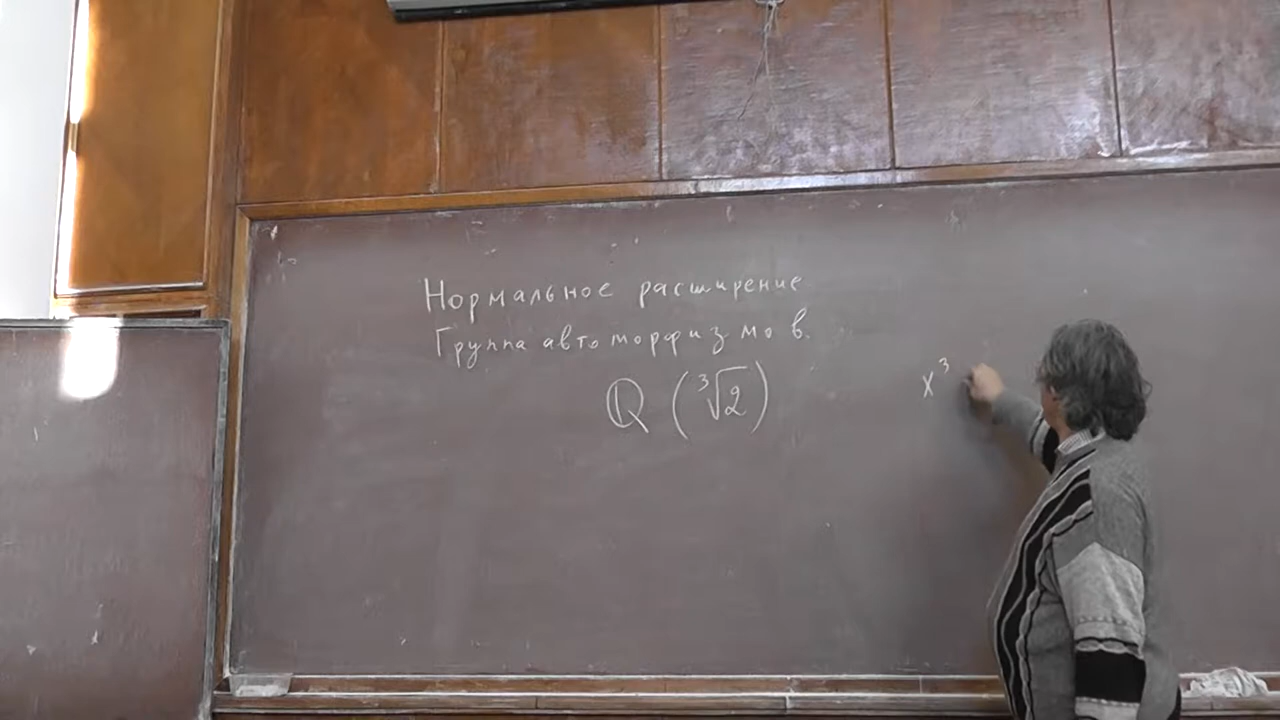 Нормальное расширение
Группа автоморфизмов.
ℚ (∛2)
x³